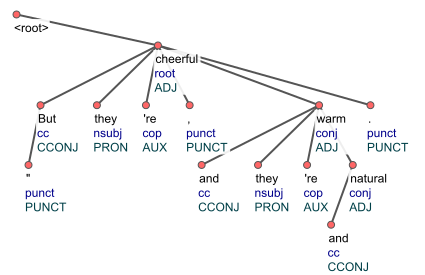 <root>
cheerful
root
ADJ
But
cc
CCONJ
they
nsubj
PRON
're
cop
AUX
,
punct
PUNCT
warm
conj
ADJ
.
punct
PUNCT
"
punct
PUNCT
and
cc
CCONJ
they
nsubj
PRON
're
cop
AUX
natural
conj
ADJ
and
cc
CCONJ